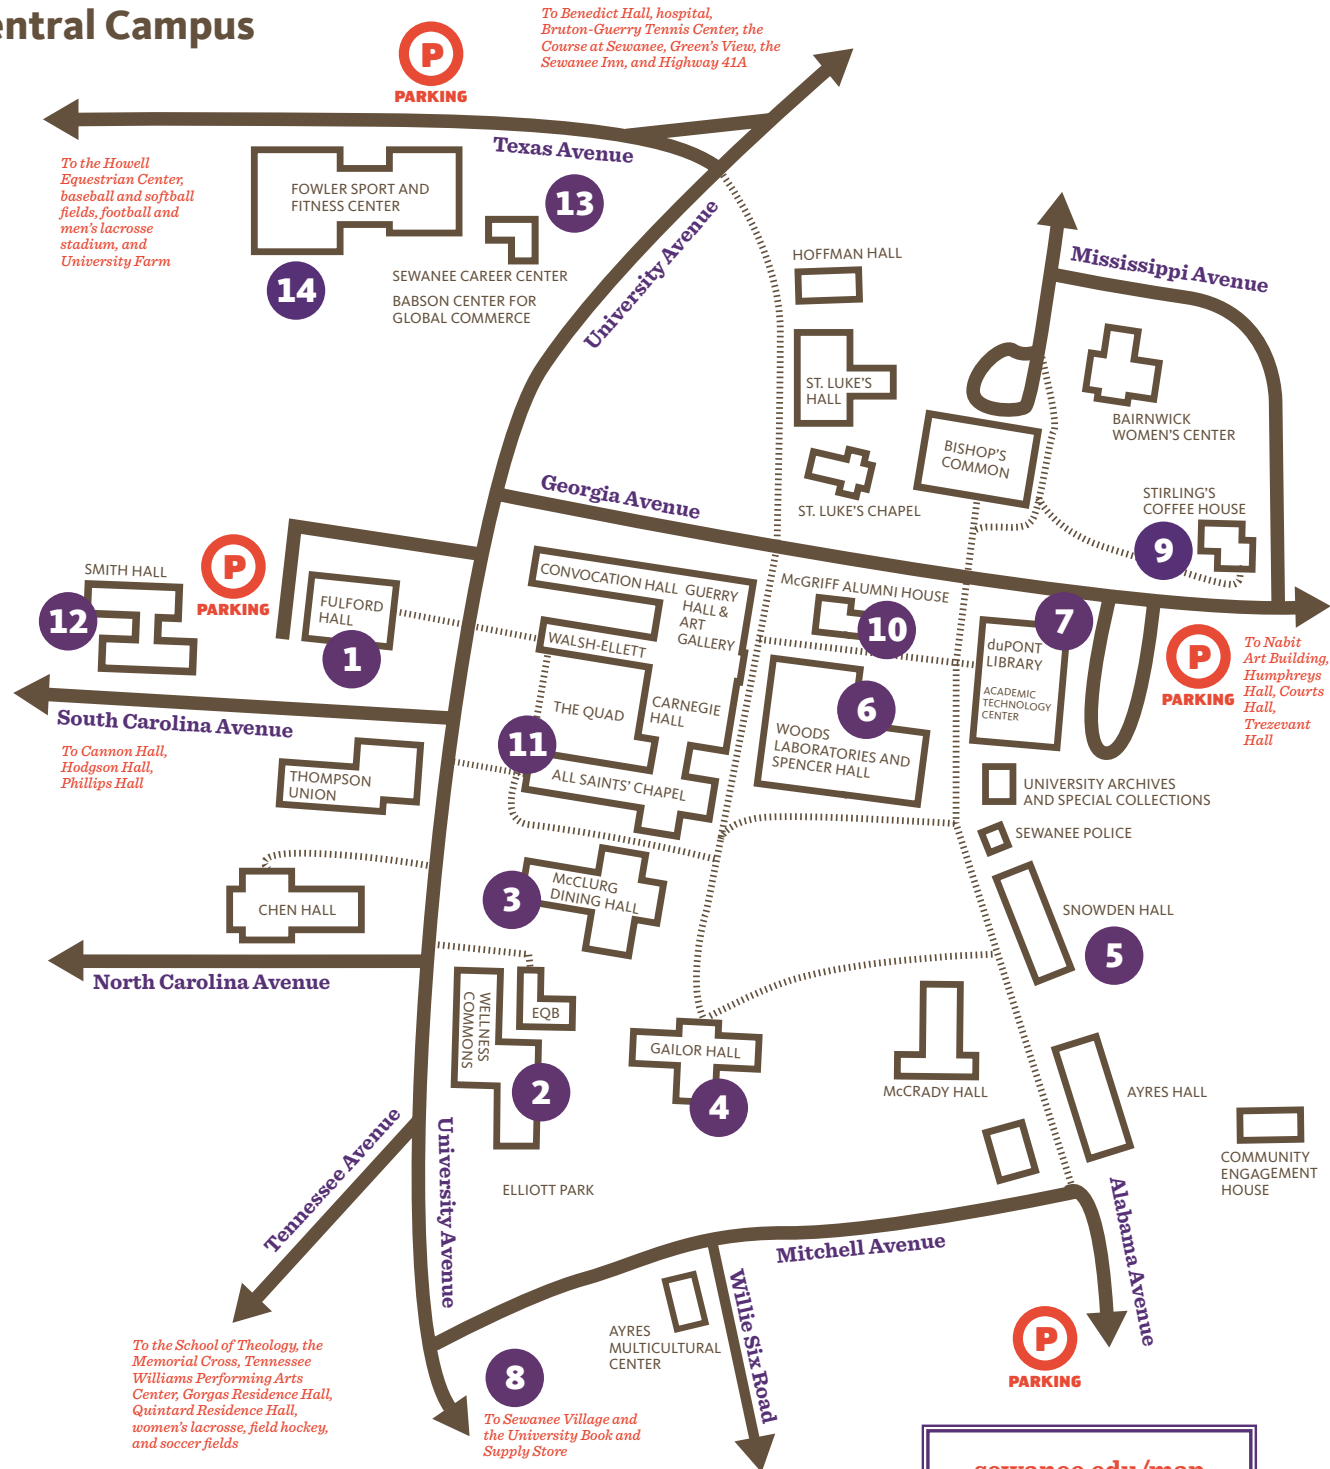 entral Campus
To Benedict Hall, hospital,
Bruton-Guerry Tennis Center, the
Course at Sewanee, Green's View, the
Sewanee Inn, and Highway 41A
P
PARKING
Texas Avenue
To the Howell
Equestrian Center,
baseball and softball
fields, football and
men's lacrosse
stadium, and
University Farm
FOWLER SPORT AND
FITNESS CENTER
13
14
SEWANEE CAREER CENTER
BABSON CENTER FOR
GLOBAL COMMERCE
University Avenue
HOFFMAN HALL
Mississippi Avenue
ST. LUKE'S
HALL
BISHOP'S
COMMON
BAIRNWICK
WOMEN'S CENTER
ST. LUKE'S CHAPEL
Georgia Avenue
STIRLING'S
COFFEE HOUSE
9
SMITH HALL
12
P
PARKING
FULFORD
HALL
1
CONVOCATION HALL
GUERRY
HALL &
ART
GALLERY
WALSH-ELLETT
McGRIFF ALUMNI HOUSE
10
7
duPONT
LIBRARY
ACADEMIC
TECHNOLOGY
CENTER
P
PARKING
To Nabit
Art Building,
Humphreys
Hall, Courts
Hall,
Trezevant
Hall
South Carolina Avenue
To Cannon Hall,
Hodgson Hall,
Phillips Hall
THE QUAD
CARNEGIE
HALL
6
WOODS
LABORATORIES AND
SPENCER HALL
11
ALL SAINTS' CHAPEL
THOMPSON
UNION
UNIVERSITY ARCHIVES
AND SPECIAL COLLECTIONS
SEWANEE POLICE
3
McCLURG
DINING HALL
CHEN HALL
SNOWDEN HALL
5
North Carolina Avenue
WELLNESS
COMMONS
EQB
2
GAILOR HALL
4
McCRADY HALL
AYRES HALL
COMMUNITY
ENGAGEMENT
HOUSE
Tennessee Avenue
University Avenue
ELLIOTT PARK
Mitchell Avenue
Alabama Avenue
Willie Six Road
AYRES
MULTICULTURAL
CENTER
P
PARKING
To the School of Theology, the
Memorial Cross, Tennessee
Williams Performing Arts
Center, Gorgas Residence Hall,
Quintard Residence Hall,
women's lacrosse, field hockey,
and soccer fields
8
To Sewanee Village and
the University Book and
Supply Store
sewanee.edu/map